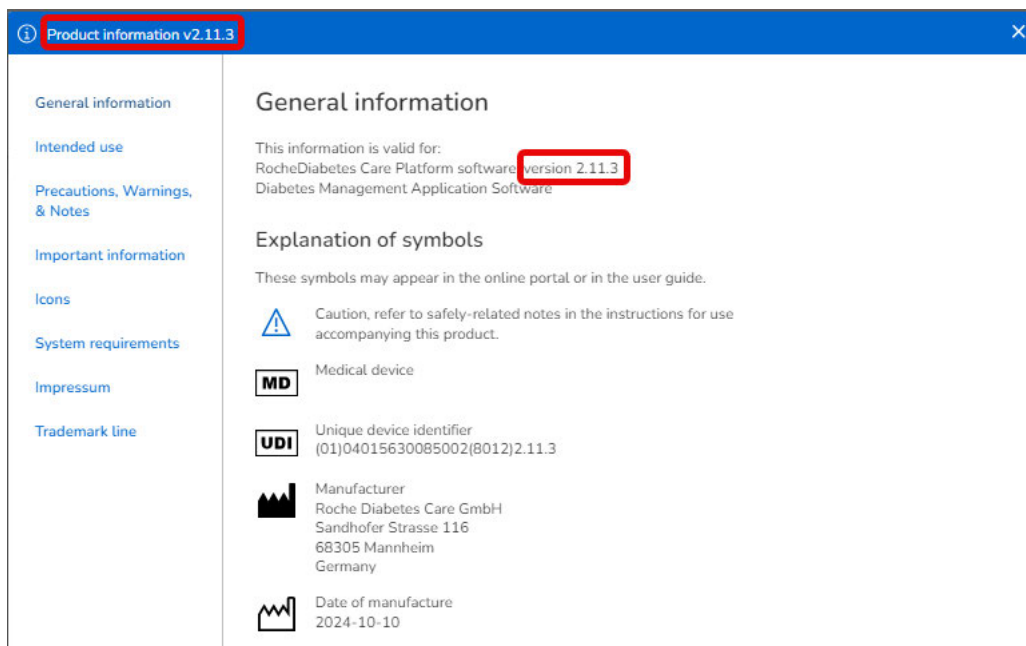 Product information v2.11.3
General information
Intended use
Precautions, Warnings,
& Notes
Important information
Icons
System requirements
Impressum
Trademark line
General information
This information is valid for:
RocheDiabetes Care Platform software version 2.11.3
Diabetes Management Application Software
Explanation of symbols
These symbols may appear in the online portal or in the user guide.
Caution, refer to safely-related notes in the instructions for use
accompanying this product.
MD
Medical device
UDI
Unique device identifier
(01)04015630085002(8012)2.11.3
Manufacturer
Roche Diabetes Care GmbH
Sandhofer Strasse 116
68305 Mannheim
Germany
Date of manufacture
2024-10-10